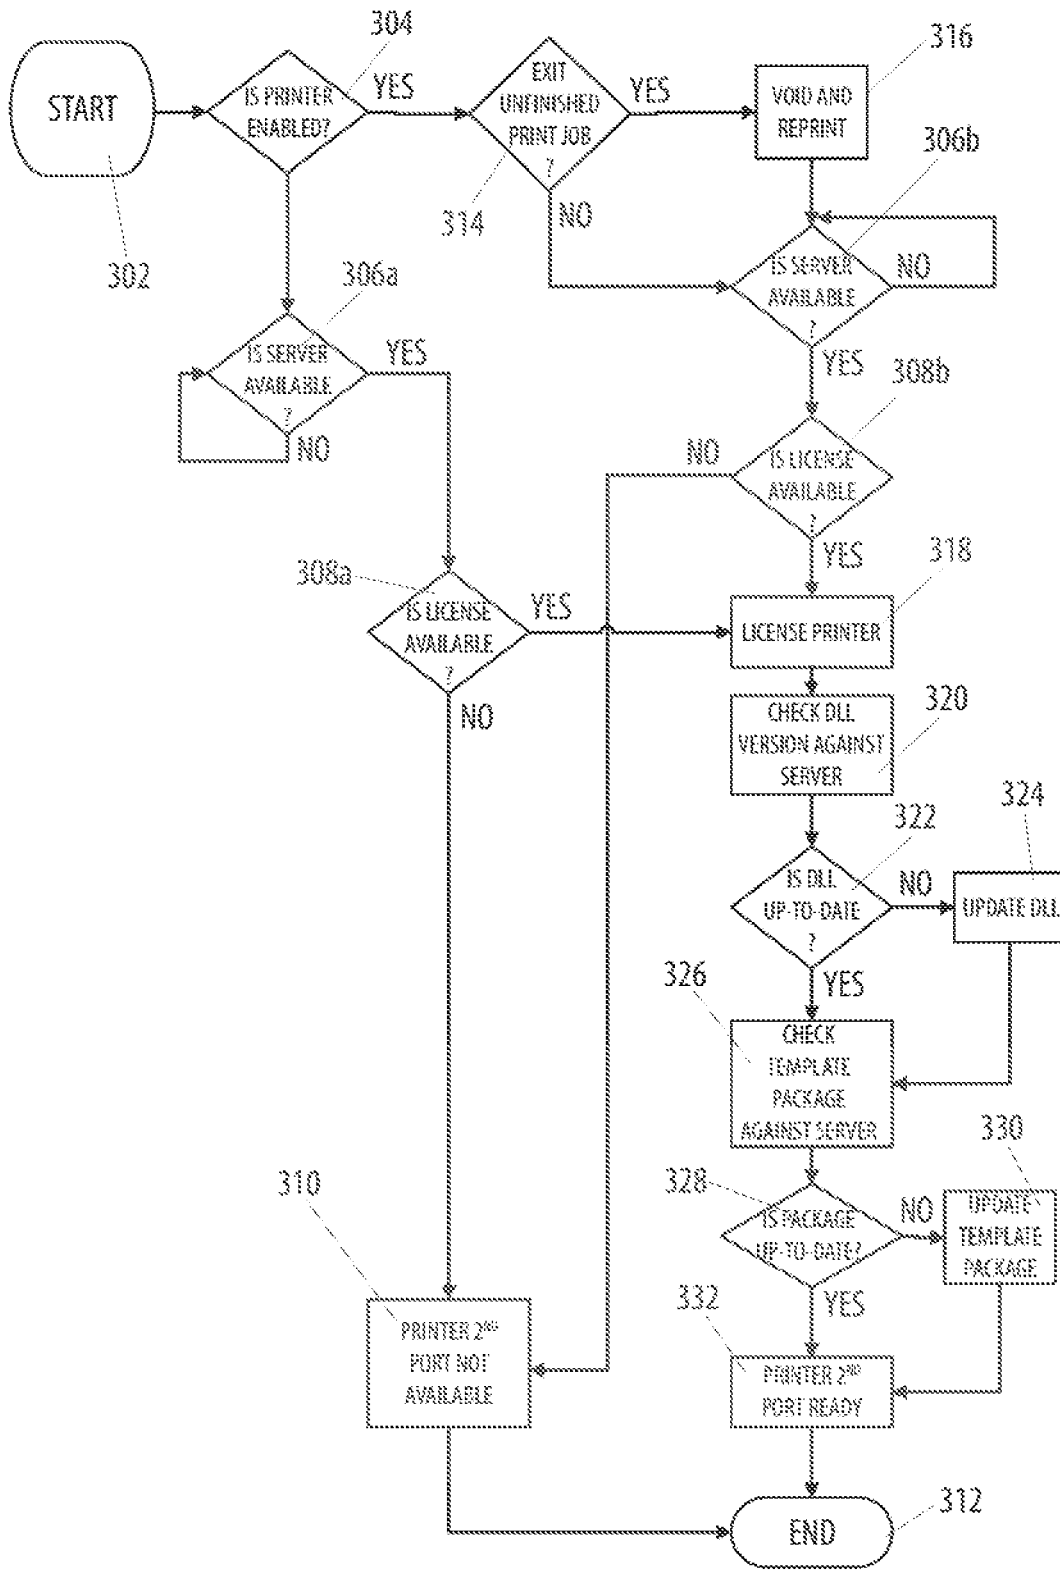 304
316
START
IS PRINTER
ENABLED?
YES
EXIT
UNFINISHED
PRINT JOB
?
YES
VOID AND
REPRINT
302
314
NO
306b
306a
IS SERVER
AVAILABLE
?
NO
IS SERVER
AVAILABLE
?
YES
NO
YES
308b
NO
IS LICENSE
AVAILABLE
?
YES
308a
IS LICENSE
AVAILABLE
?
YES
318
LICENSE PRINTER
NO
CHECK DLL
VERSION AGAINST
SERVER
320
322
324
IS DLL
UP-TO-DATE
?
NO
UPDATE DLL
YES
326
CHECK
TEMPLATE
PACKAGE
AGAINST SERVER
330
310
328
IS PACKAGE
UP-TO-DATE?
NO
UPDATE
TEMPLATE
PACKAGE
YES
332
PRINTER 2ND
PORT NOT
AVAILABLE
PRINTER 2ND
PORT READY
312
END